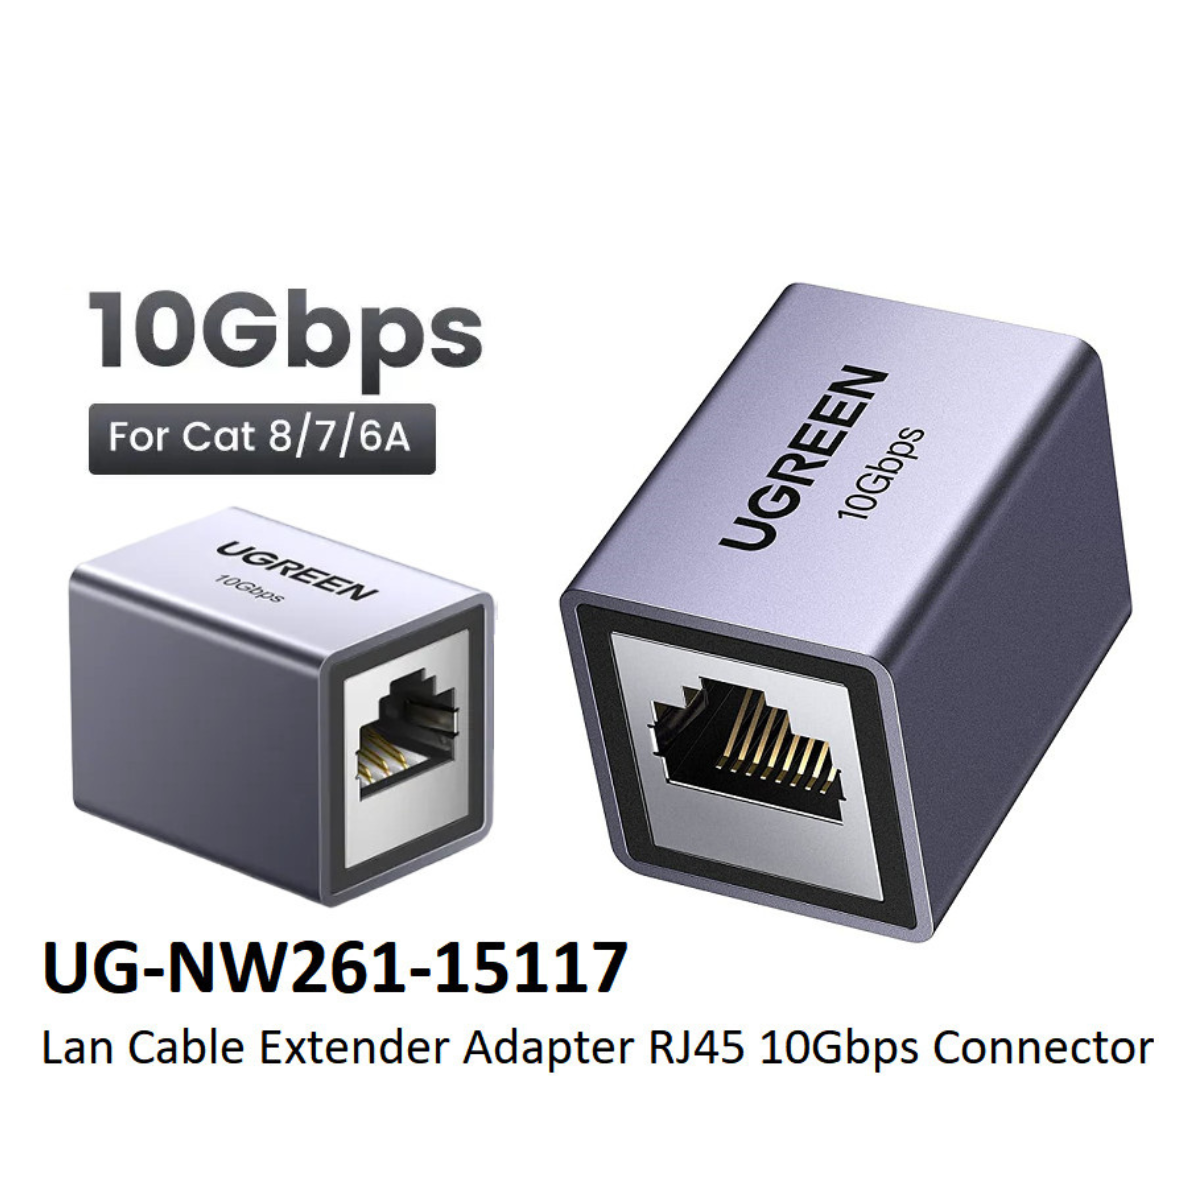 10Gbps
For Cat 8/7/6A
UGREEN
10Gbps
UGREEN
10Gbps
UG-NW261-15117
Lan Cable Extender Adapter RJ45 10Gbps Connector